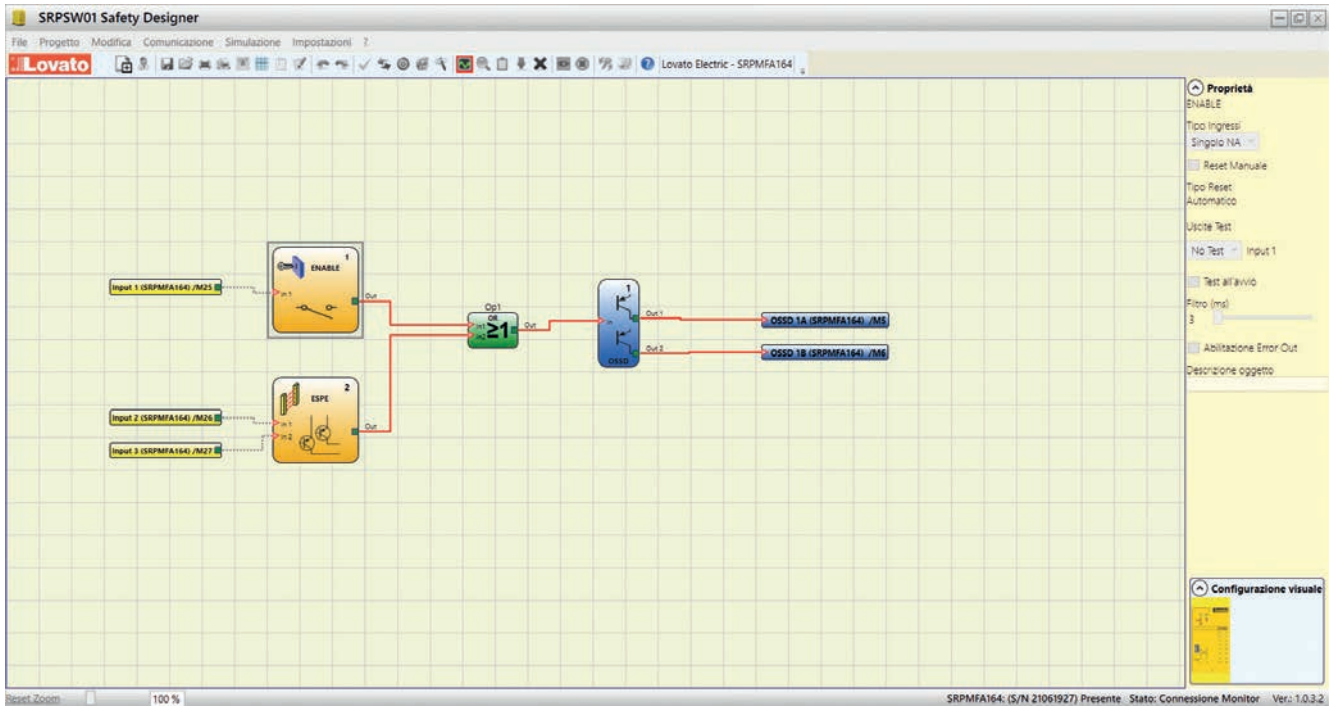 SRPSW01 Safety Designer
File Progetto Modifica Comunicazione Simulazione Impostazioni ?
Lovato
Lovato Electric - SRPMFA164
Proprietà
ENABLE
Tipo Ingressi
Singolo NA
Reset Manuale
Tipo Reset
Automatico
Uscite Test
No Test Input 1
Test all'avvio
Filtro (ms)
3
Abilitazione Error Out
Descrizione oggetto
Input 1 (SRPMFA164) /M25
1
ENABLE
In 1
Out
Input 2 (SRPMFA164) /M26
Input 3 (SRPMFA164) /M27
2
ESPE
In 1
In 2
Out
Op1
OR
In1
In2
≥1
Out
1
In
Out 1
Out 2
OSSD
OSSD 1A (SRPMFA164) /M5
OSSD 1B (SRPMFA164) /M6
Configurazione visuale
Reset Zoom
100 %
SRPMFA164: (S/N 21061927) Presente Stato: Connessione Monitor Ver.: 1.0.3.2